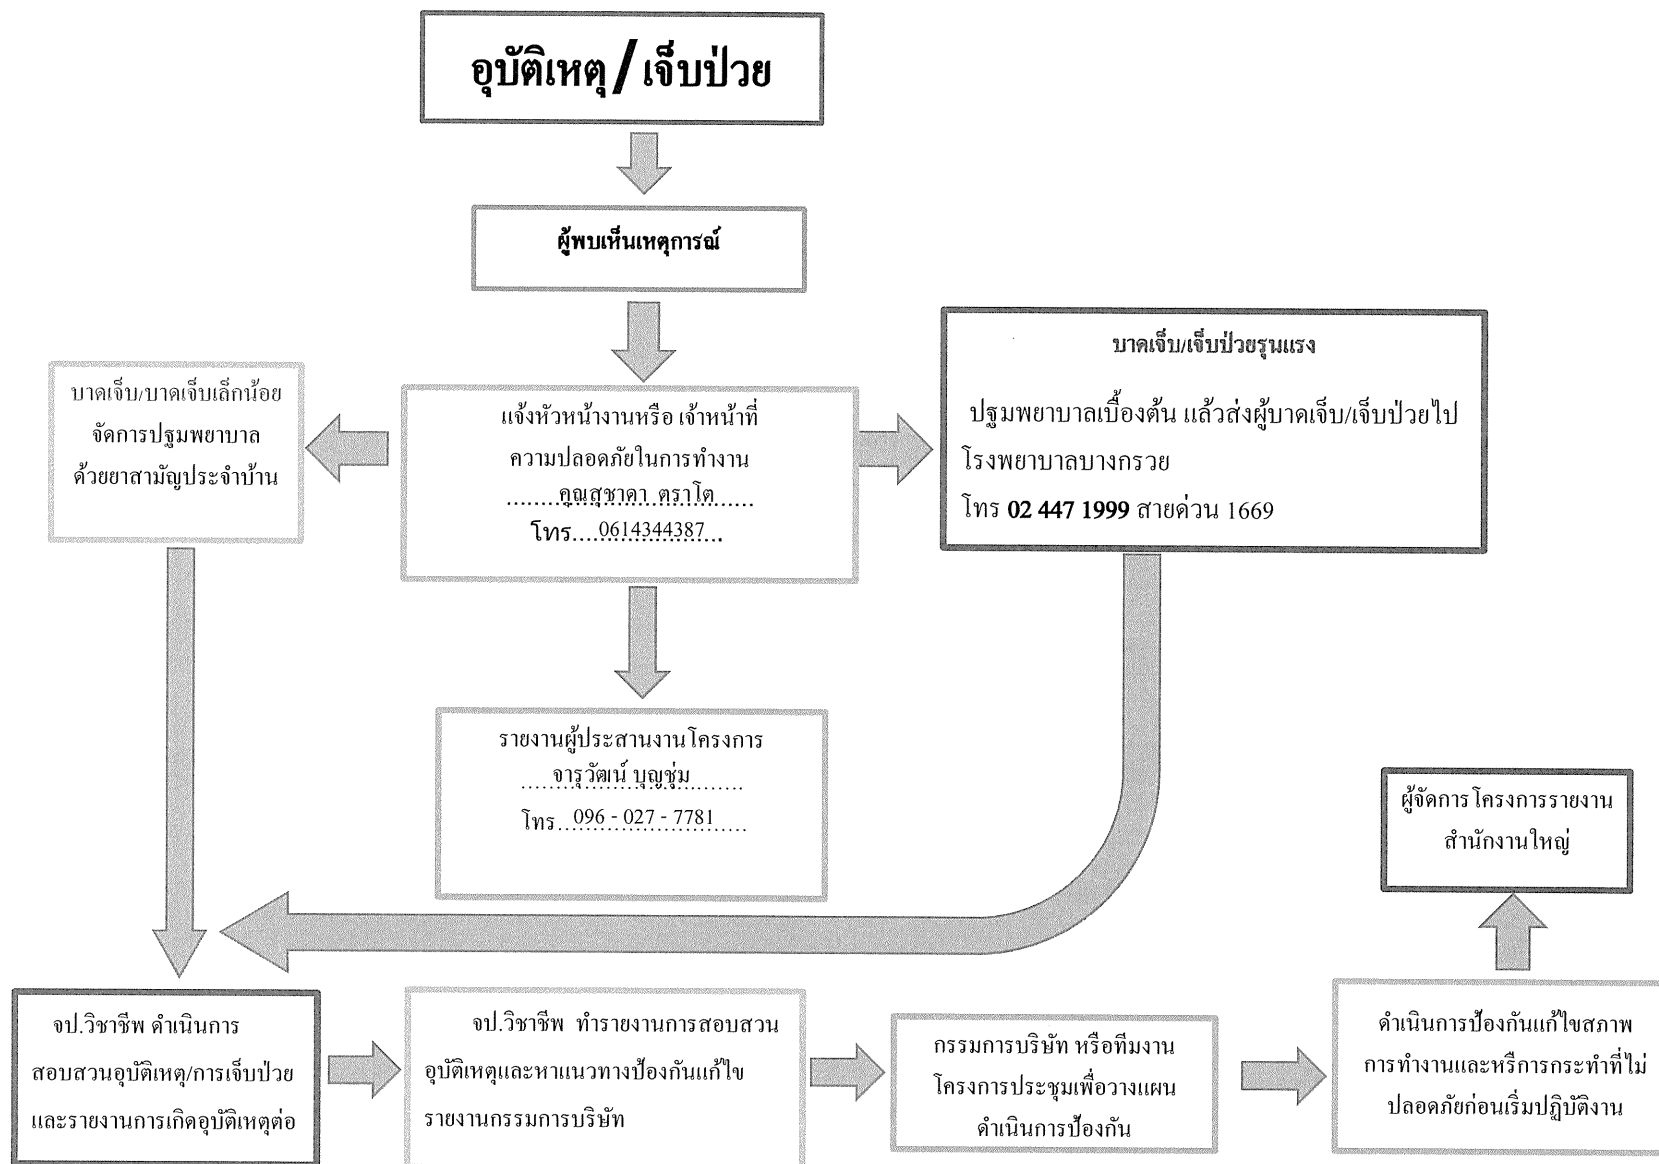 อุบัติเหตุ/เจ็บป่วย
ผู้พบเห็นเหตุการณ์
บาดเจ็บ/บาดเจ็บเล็กน้อย
จัดการปฐมพยาบาล
ด้วยยาสามัญประจำบ้าน
แจ้งหัวหน้างานหรือ เจ้าหน้าที่
ความปลอดภัยในการทำงาน
คุณสุชาดา ตราโต
โทร....0614344387
บาดเจ็บ/เจ็บป่วยรุนแรง
ปฐมพยาบาลเบื้องต้น แล้วส่งผู้บาดเจ็บ/เจ็บป่วยไป
โรงพยาบาลบางกรวย
โทร 02 447 1999 สายด่วน 1669
รายงานผู้ประสานงานโครงการ
จารุวัฒน์ บุญชุ่ม
โทร... 096 - 027 - 7781
ผู้จัดการโครงการรายงาน
สำนักงานใหญ่
จป.วิชาชีพ ดำเนินการ
สอบสวนอุบัติเหตุ/การเจ็บป่วย
และรายงานการเกิดอุบัติเหตุต่อ
จป.วิชาชีพ ทำรายงานการสอบสวน
อุบัติเหตุและหาแนวทางป้องกันแก้ไข
รายงานกรรมการบริษัท
กรรมการบริษัท หรือทีมงาน
โครงการประชุมเพื่อวางแผน
ดำเนินการป้องกัน
ดำเนินการป้องกันแก้ไขสภาพ
การทำงานและหรืการกระทำที่ไม่
ปลอดภัยก่อนเริ่มปฏิบัติงาน